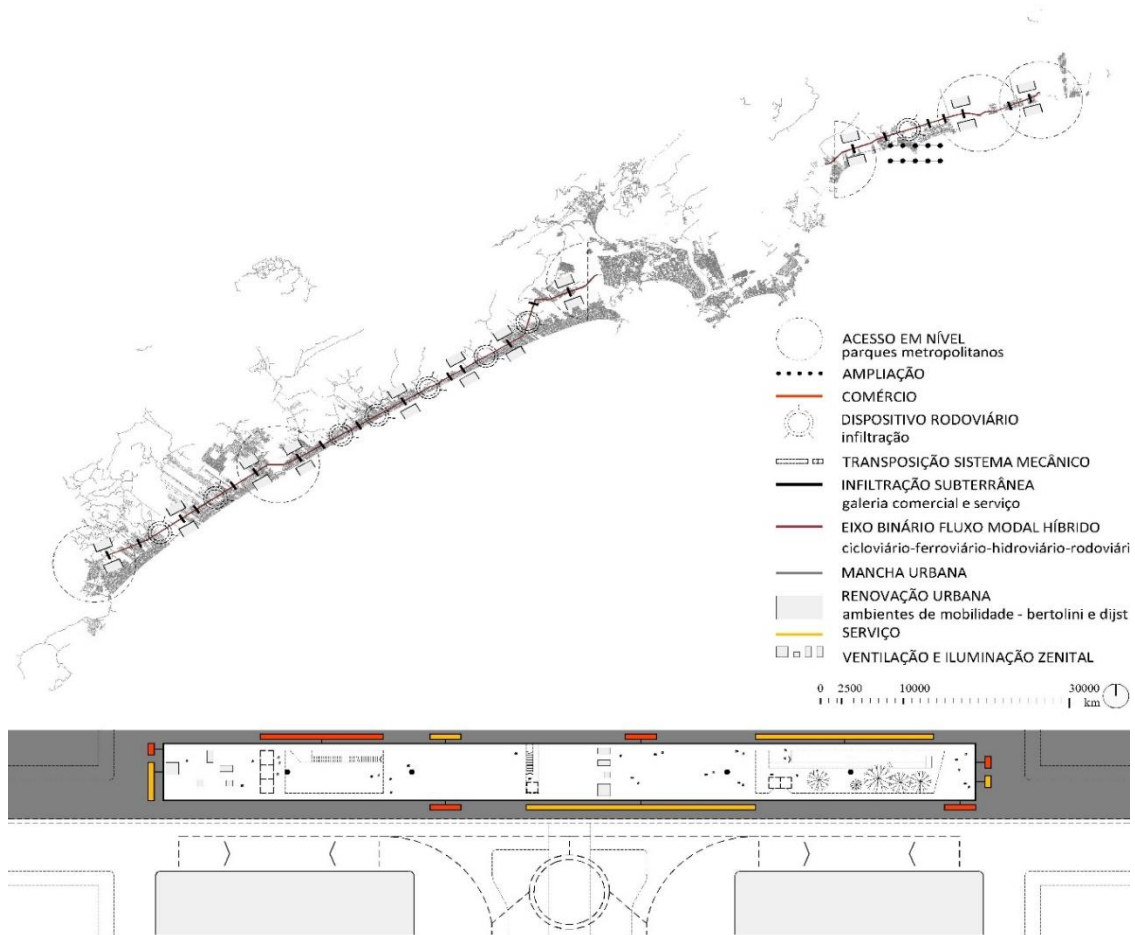 ACESSO EM NÍVEL
parques metropolitanos
AMPLIAÇÃO
COMÉRCIO
DISPOSITIVO RODOVIÁRIO
infiltração
TRANSPOSIÇÃO SISTEMA MECÂNICO
INFILTRAÇÃO SUBTERRÂNEA
galeria comercial e serviço
EIXO BINÁRIO FLUXO MODAL HÍBRIDO
cicloviário-ferroviário-hidroviário-rodoviári
MANCHA URBANA
RENOVAÇÃO URBANA
ambientes de mobilidade - bertolini e dijst
SERVIÇO
VENTILAÇÃO E ILUMINAÇÃO ZENITAL
0 2500 10000 30000
km